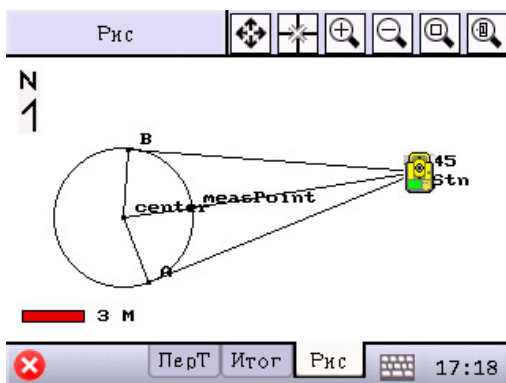 Рис
N
B
45
Stn
measPoint
center
A
3 M
ПерТ Итог Рис 17:18